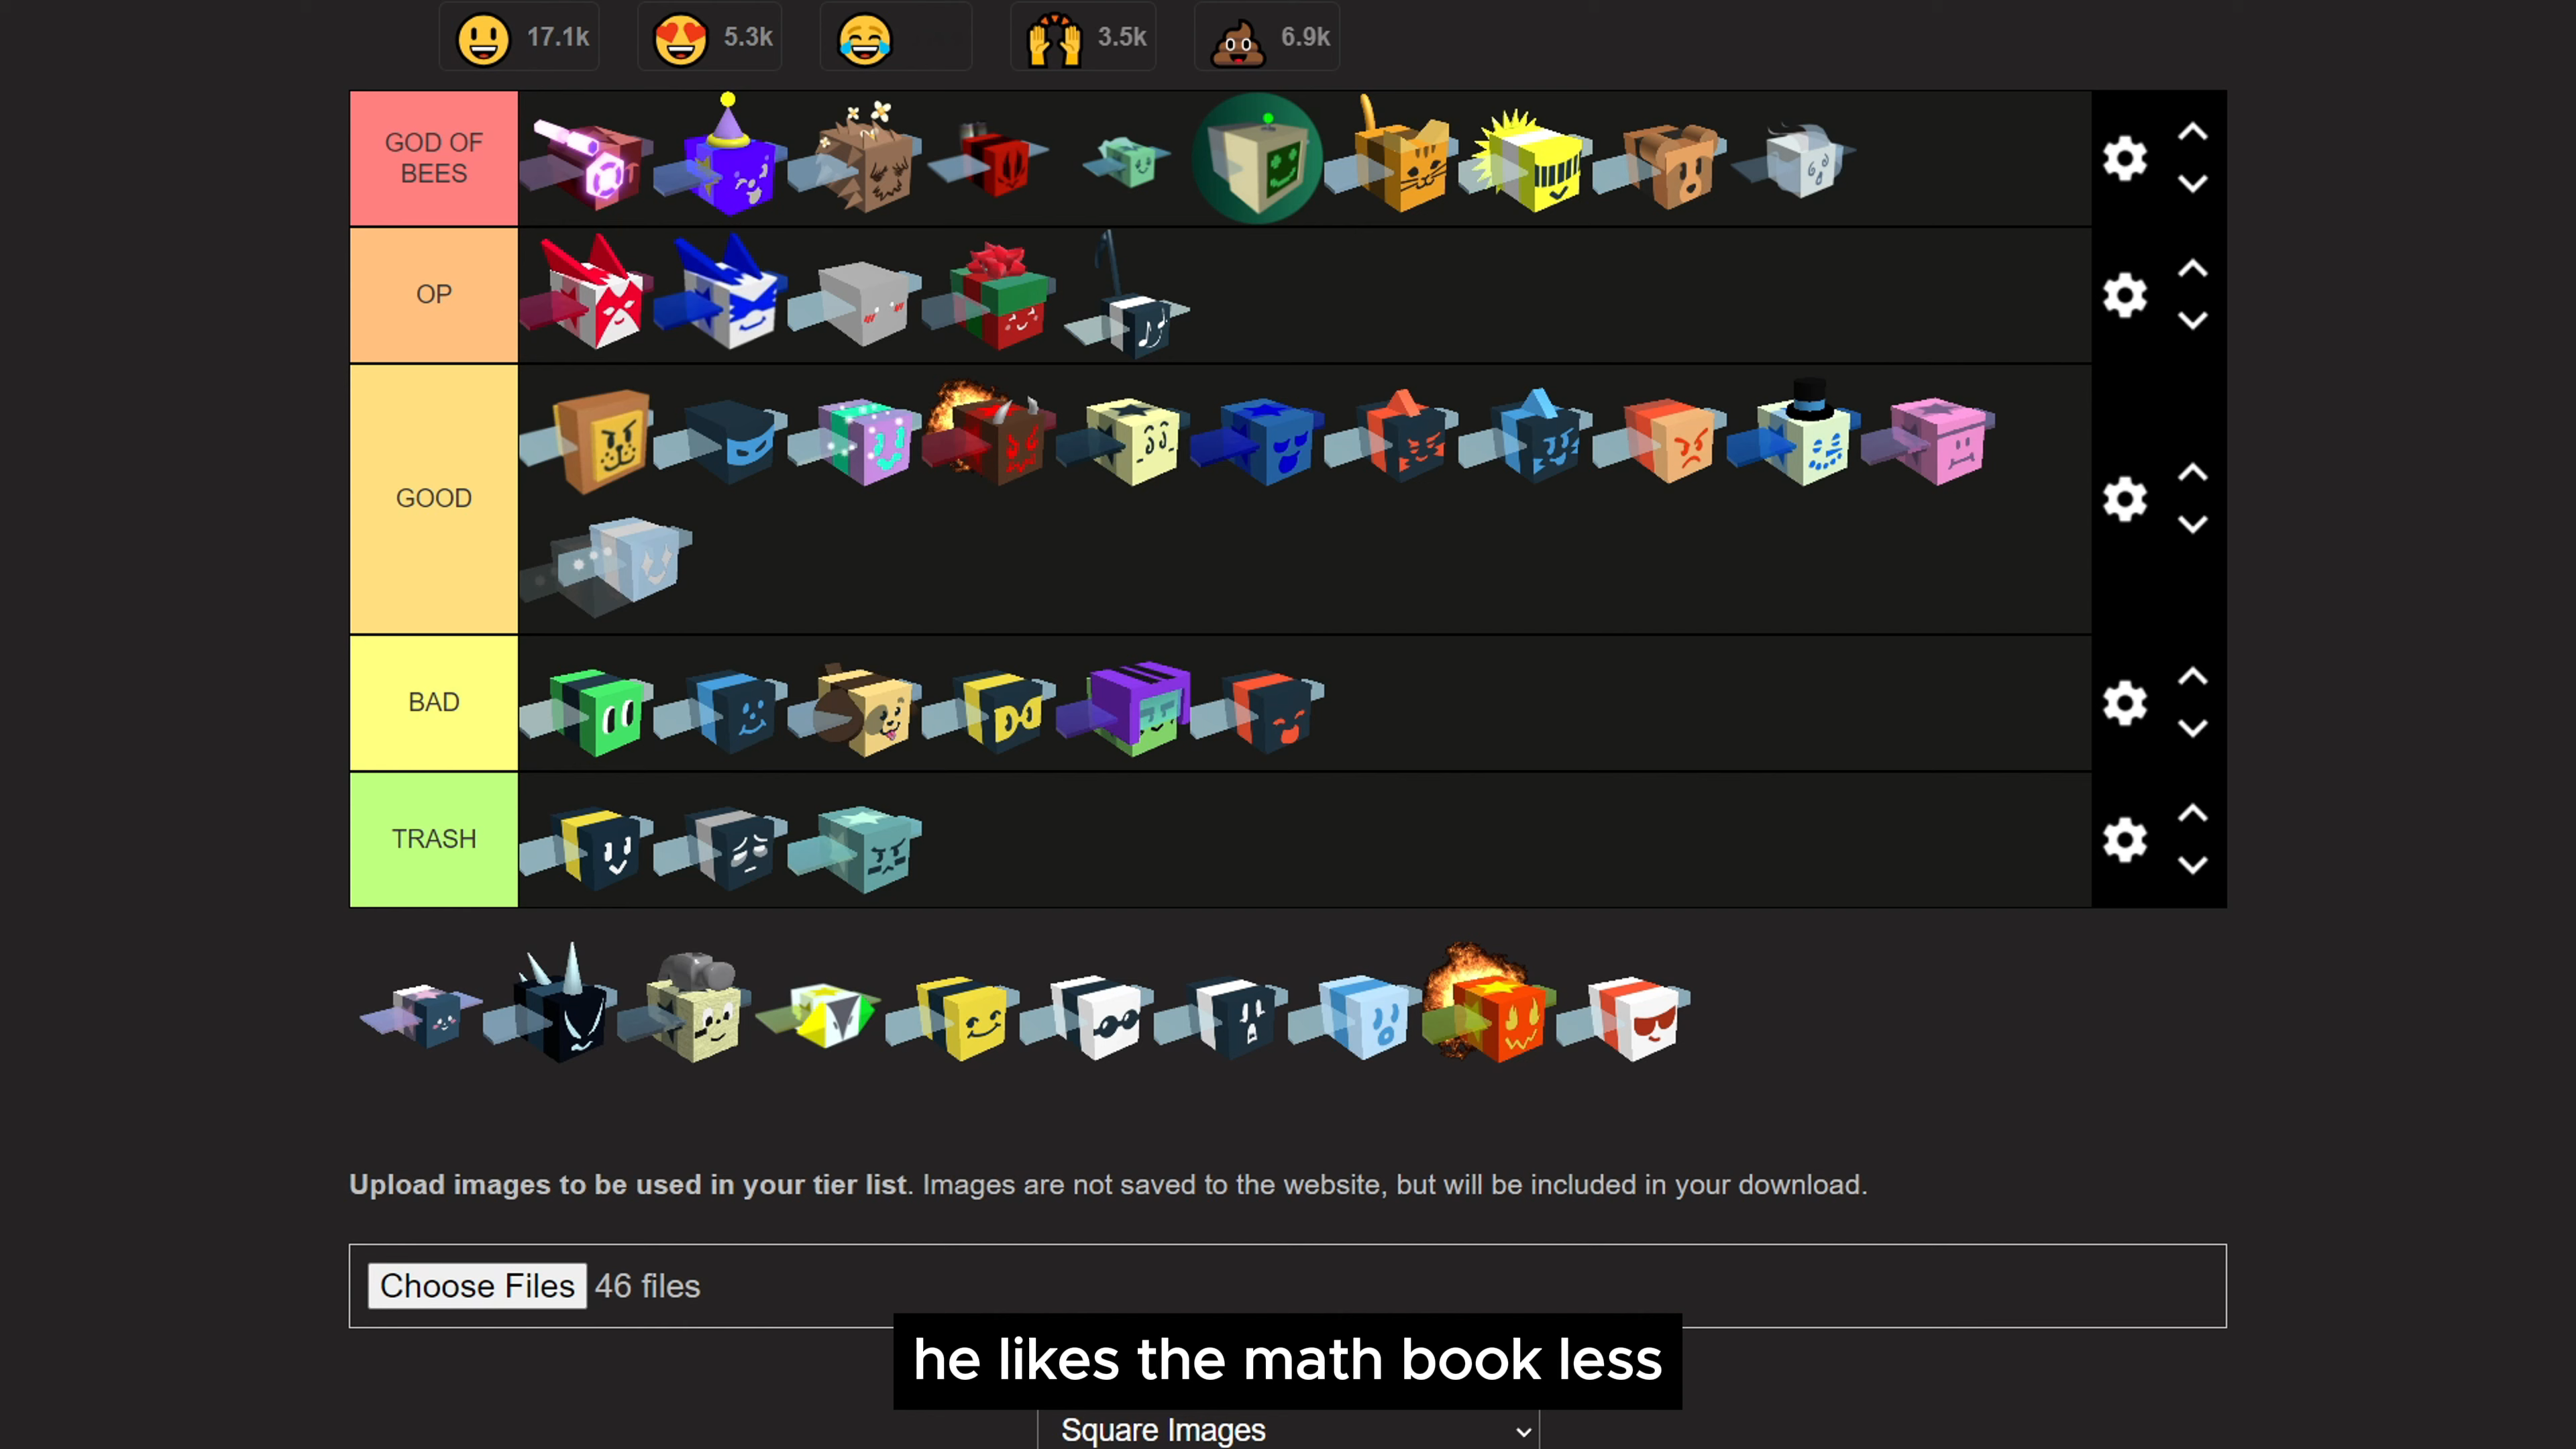 17.1k 5.3k 3.5k 6.9k
GOD OF
BEES
OP
GOOD
BAD
TRASH
Upload images to be used in your tier list. Images are not saved to the website, but will be included in your download.
Choose Files 46 files
he likes the math book less
Square Images